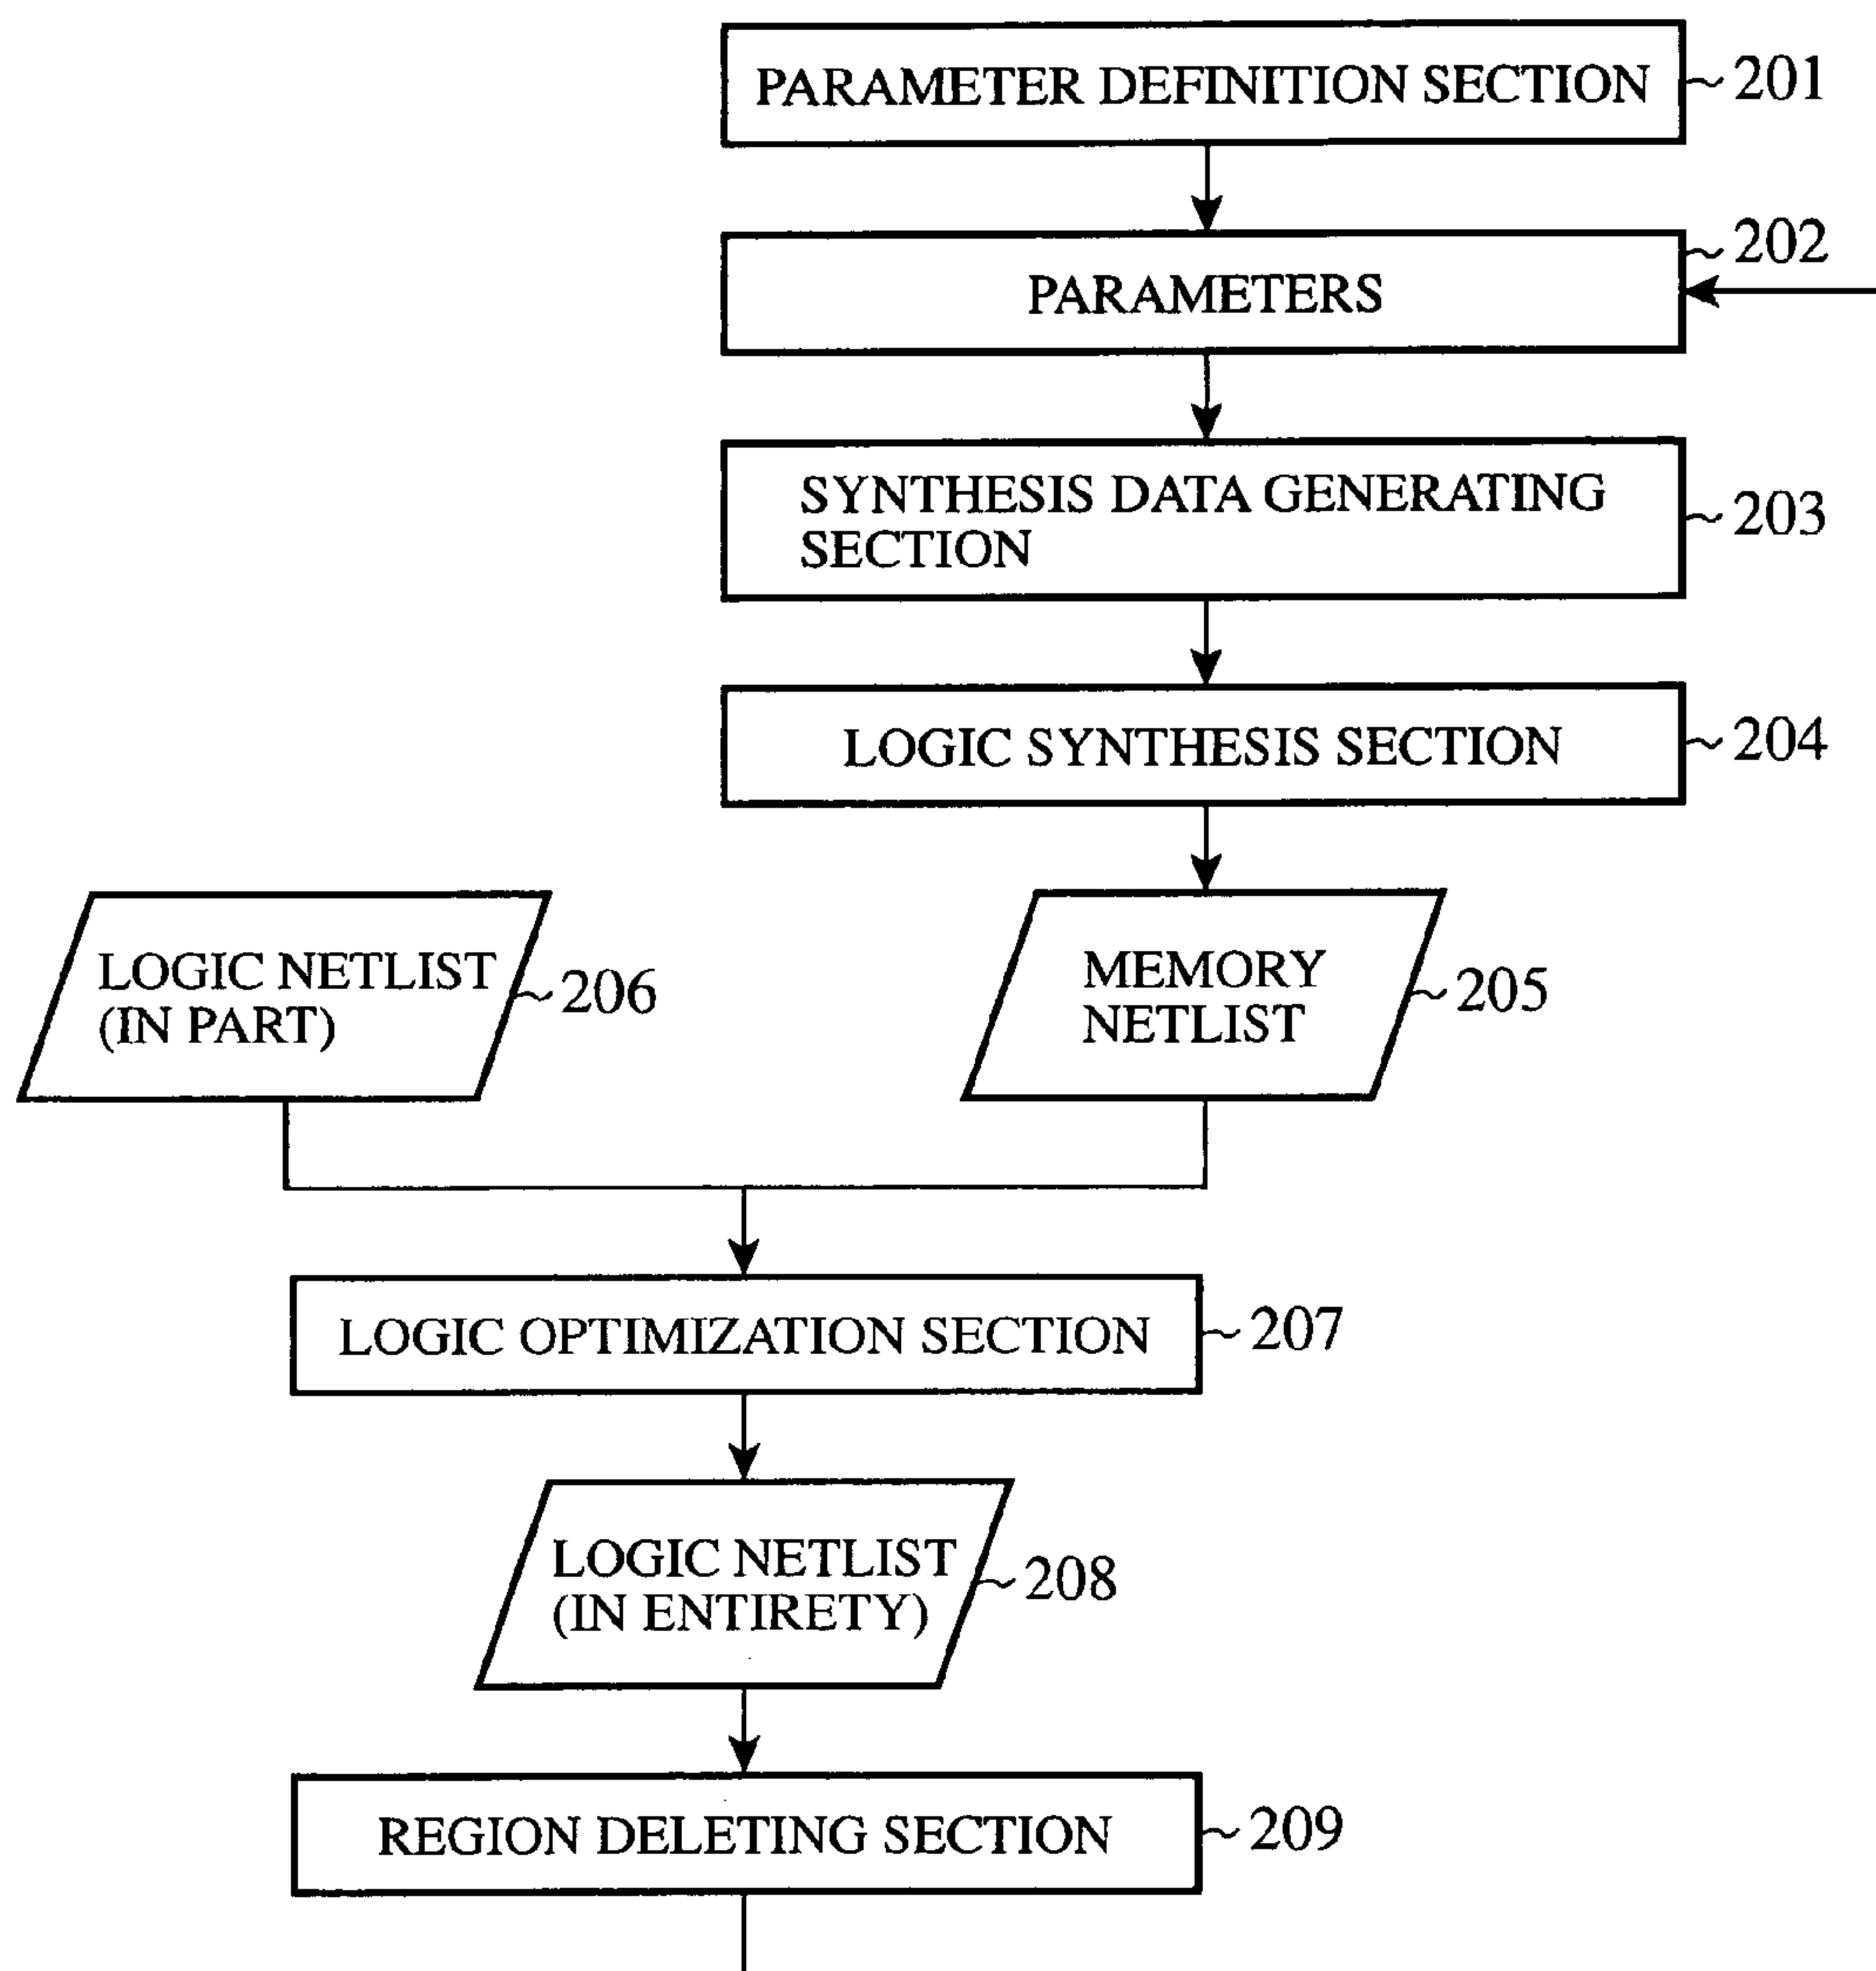 PARAMETER DEFINITION SECTION
201
PARAMETERS
202
SYNTHESIS DATA GENERATING
SECTION
203
LOGIC SYNTHESIS SECTION
204
LOGIC NETLIST
(IN PART)
206
MEMORY
NETLIST
205
LOGIC OPTIMIZATION SECTION
207
LOGIC NETLIST
(IN ENTIRETY)
208
REGION DELETING SECTION
209